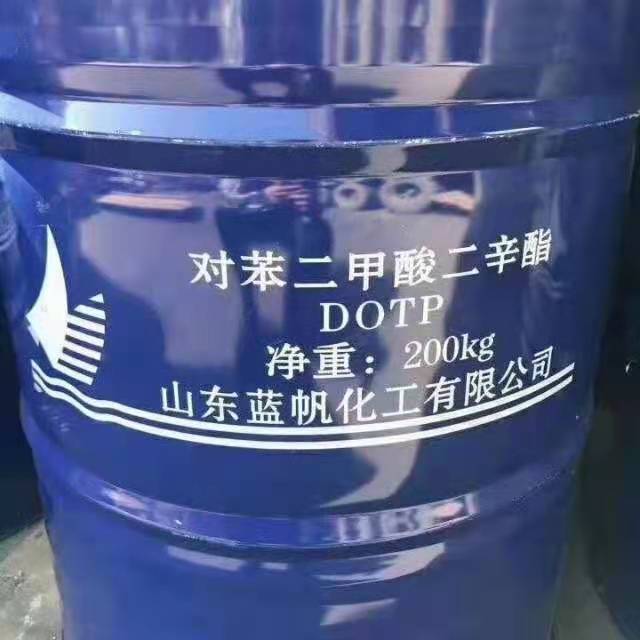 对苯二甲酸二辛酯
DOTP
净重：200kg
山东蓝帆化工有限公司